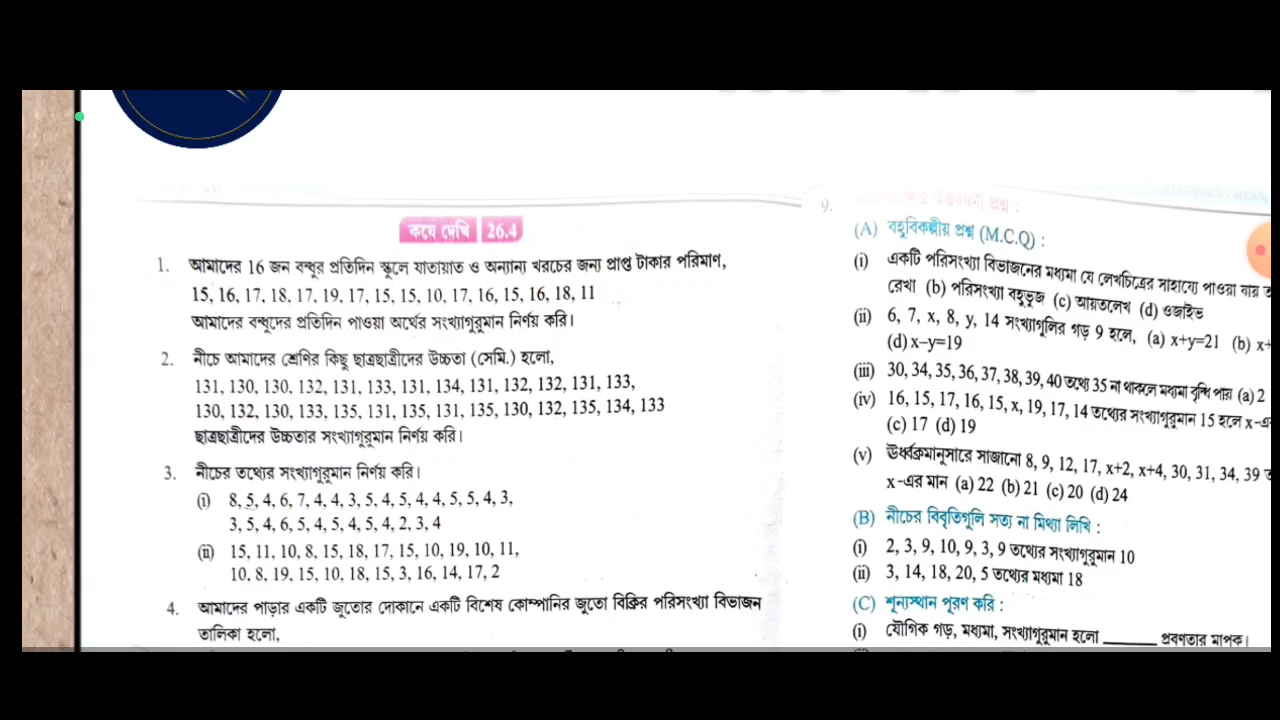 কষে দেখি 26.4
1. আমাদের 16 জন বন্ধুর প্রতিদিন স্কুলে যাতায়াত ও অন্যান্য খরচের জন্য প্রাপ্ত টাকার পরিমাণ,
15, 16, 17, 18, 17, 19, 17, 15, 15, 10, 17, 16, 15, 16, 18, 11
আমাদের বন্ধুদের প্রতিদিন পাওয়া অর্থের সংখ্যাগুরুমান নির্ণয় করি।
2. নীচে আমাদের শ্রেণির কিছু ছাত্রছাত্রীদের উচ্চতা (সেমি.) হলো,
131, 130, 130, 132, 131, 133, 131, 134, 131, 132, 132, 131, 133,
130, 132, 130, 133, 135, 131, 135, 131, 135, 130, 132, 135, 134, 133
ছাত্রছাত্রীদের উচ্চতার সংখ্যাগুরুমান নির্ণয় করি।
3. নীচের তথ্যের সংখ্যাগুরুমান নির্ণয় করি।
(i) 8, 5, 4, 6, 7, 4, 4, 3, 5, 4, 5, 4, 4, 5, 5, 4, 3,
3, 5, 4, 6, 5, 4, 5, 4, 5, 4, 2, 3, 4
(ii) 15, 11, 10, 8, 15, 18, 17, 15, 10, 19, 10, 11,
10, 8, 19, 15, 10, 18, 15, 3, 16, 14, 17, 2
4. আমাদের পাড়ার একটি জুতোর দোকানে একটি বিশেষ কোম্পানির জুতো বিক্রির পরিসংখ্যা বিভাজন
তালিকা হলো,
9. উত্তরধর্মী প্রশ্ন :
(A) বহুবিকল্পীয় প্রশ্ন (M.C.Q) :
(i) একটি পরিসংখ্যা বিভাজনের মধ্যমা যে লেখচিত্রের সাহায্যে পাওয়া যায়
রেখা (b) পরিসংখ্যা বহুভুজ (c) আয়তলেখ (d) ওজাইভ
(ii) 6, 7, x, 8, y, 14 সংখ্যাগুলির গড় 9 হলে, (a) x+y=21 (b) x+
(d) x−y=19
(iii) 30, 34, 35, 36, 37, 38, 39, 40 তথ্যে 35 না থাকলে মধ্যমা বৃদ্ধি পায় (a) 2
(iv) 16, 15, 17, 16, 15, x, 19, 17, 14 তথ্যের সংখ্যাগুরুমান 15 হলে x-এ
(c) 17 (d) 19
(v) ঊর্ধ্বক্রমানুসারে সাজানো 8, 9, 12, 17, x+2, x+4, 30, 31, 34, 39
x-এর মান (a) 22 (b) 21 (c) 20 (d) 24
(B) নীচের বিবৃতিগুলি সত্য না মিথ্যা লিখি :
(i) 2, 3, 9, 10, 9, 3, 9 তথ্যের সংখ্যাগুরুমান 10
(ii) 3, 14, 18, 20, 5 তথ্যের মধ্যমা 18
(C) শূন্যস্থান পূরণ করি :
(i) যৌগিক গড়, মধ্যমা, সংখ্যাগুরুমান হলো ______ প্রবণতার মাপক।